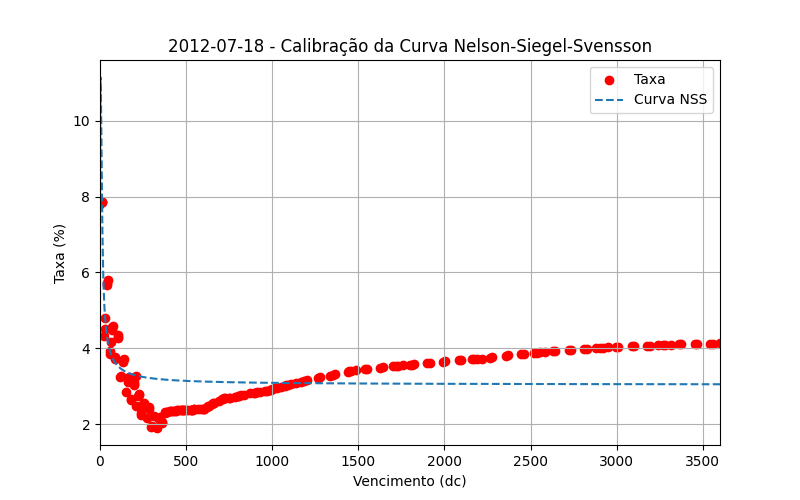 2012-07-18 - Calibração da Curva Nelson-Siegel-Svensson
Taxa
Curva NSS
Taxa (%)
10
8
6
4
2
0 500 1000 1500 2000 2500 3000 3500
Vencimento (dc)